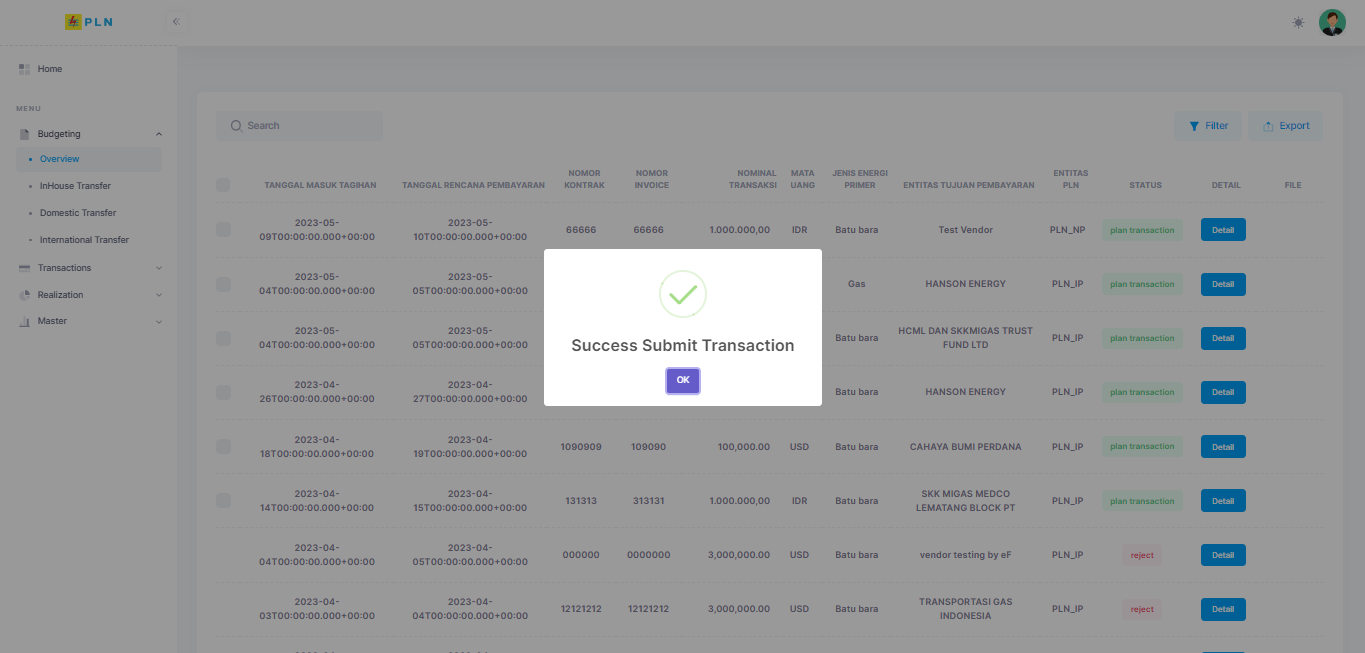 PLN
Home
MENU
Budgeting
Overview
InHouse Transfer
Domestic Transfer
International Transfer
Transactions
Realization
Master
Search
Filter
Export
TANGGAL MASUK TAGIHAN TANGGAL RENCANA PEMBAYARAN NOMOR KONTRAK NOMOR INVOICE NOMINAL TRANSAKSI MATA UANG JENIS ENERGI PRIMER ENTITAS TUJUAN PEMBAYARAN ENTITAS PLN STATUS DETAIL FILE
2023-05-09T00:00:00.000+00:00 2023-05-10T00:00:00.000+00:00 66666 66666 1.000.000,00 IDR Batu bara Test Vendor PLN_NP plan transaction Detail
2023-05-04T00:00:00.000+00:00 2023-05-05T00:00:00.000+00:00 Gas HANSON ENERGY PLN_IP plan transaction Detail
2023-05-04T00:00:00.000+00:00 2023-05-05T00:00:00.000+00:00 Batu bara HCML DAN SKKMIGAS TRUST FUND LTD PLN_IP plan transaction Detail
2023-04-26T00:00:00.000+00:00 2023-04-27T00:00:00.000+00:00 Batu bara HANSON ENERGY PLN_IP plan transaction Detail
2023-04-18T00:00:00.000+00:00 2023-04-19T00:00:00.000+00:00 1090909 109090 100,000.00 USD Batu bara CAHAYA BUMI PERDANA PLN_IP plan transaction Detail
2023-04-14T00:00:00.000+00:00 2023-04-15T00:00:00.000+00:00 131313 313131 1.000.000,00 IDR Batu bara SKK MIGAS MEDCO LEMATANG BLOCK PT PLN_IP plan transaction Detail
2023-04-04T00:00:00.000+00:00 2023-04-05T00:00:00.000+00:00 000000 0000000 3,000,000.00 USD Batu bara vendor testing by eF PLN_IP reject Detail
2023-04-03T00:00:00.000+00:00 2023-04-04T00:00:00.000+00:00 12121212 12121212 3,000,000.00 USD Batu bara TRANSPORTASI GAS INDONESIA PLN_IP reject Detail
Success Submit Transaction
OK